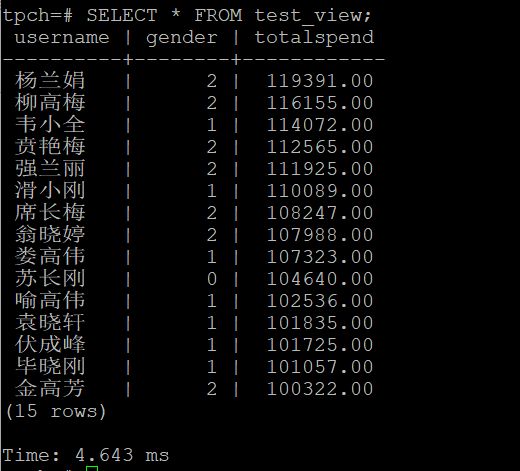 tpch=# SELECT * FROM test_view;
 username | gender | totalspend
----------+--------+------------
 杨兰娟   |      2 |  119391.00
 柳高梅   |      2 |  116155.00
 韦小全   |      1 |  114072.00
 贲艳梅   |      2 |  112565.00
 强兰丽   |      2 |  111925.00
 滑小刚   |      1 |  110089.00
 席长梅   |      2 |  108247.00
 翁晓婷   |      2 |  107988.00
 娄高伟   |      1 |  107323.00
 苏长刚   |      0 |  104640.00
 喻高伟   |      1 |  102536.00
 袁晓轩   |      1 |  101835.00
 伏成峰   |      1 |  101725.00
 毕晓刚   |      1 |  101057.00
 金高芳   |      2 |  100322.00
(15 rows)
Time: 4.643 ms